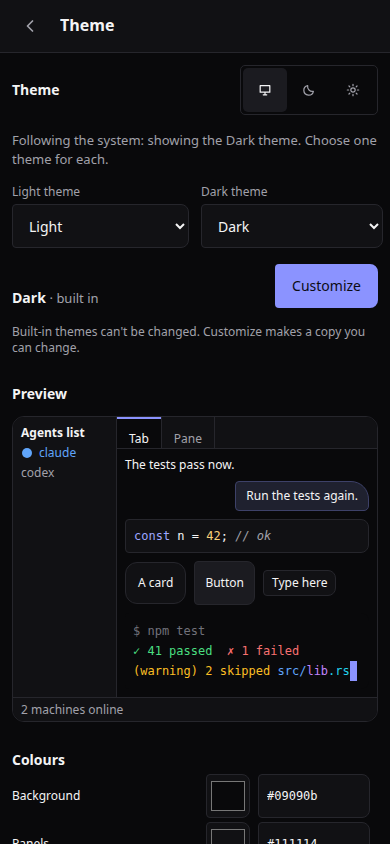 Theme
Theme
Following the system: showing the Dark theme. Choose one
theme for each.
Light theme
Dark theme
Light
Dark
Customize
Dark · built in
Built-in themes can't be changed. Customize makes a copy you
can change.
Preview
Agents list
claude
codex
Tab
Pane
The tests pass now.
Run the tests again.
const n = 42; // ok
A card
Button
Type here
$ npm test
✓ 41 passed ✗ 1 failed
(warning) 2 skipped src/lib.rs
2 machines online
Colours
Background
#09090b
Panels
#111114